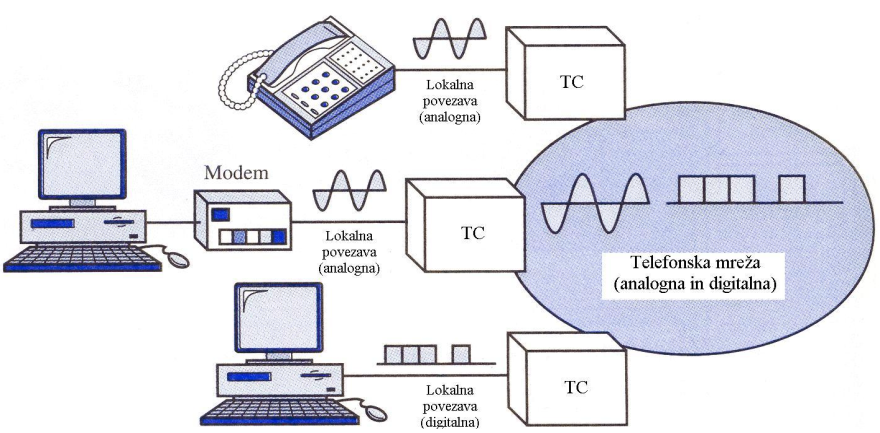 Lokalna
povezava
(analogna)
TC
Modem
Lokalna
povezava
(analogna)
TC
Telefonska mreža
(analogna in digitalna)
Lokalna
povezava
(digitalna)
TC